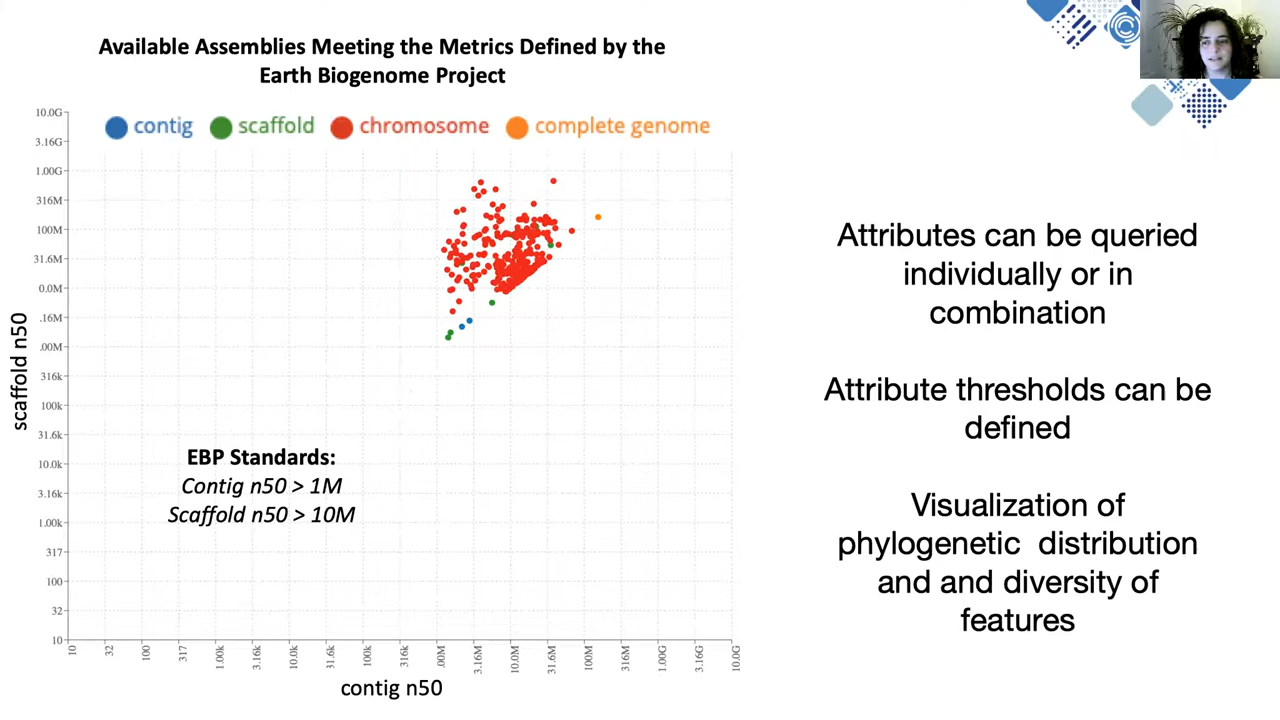 Available Assemblies Meeting the Metrics Defined by the
Earth Biogenome Project
contig
scaffold
chromosome
complete genome
10.0G
3.16G
1.00G
316M
100M
31.6M
0.0M
.16M
.00M
316k
100k
31.6k
10.0k
3.16k
1.00k
317
100
32
10
scaffold n50
EBP Standards:
Contig n50 > 1M
Scaffold n50 > 10M
10
32
100
317
1.00k
3.16k
10.0k
31.6k
100k
316k
.00M
3.16M
10.0M
31.6M
100M
316M
1.00G
3.16G
10.0G
contig n50
Attributes can be queried
individually or in
combination
Attribute thresholds can be
defined
Visualization of
phylogenetic distribution
and and diversity of
features